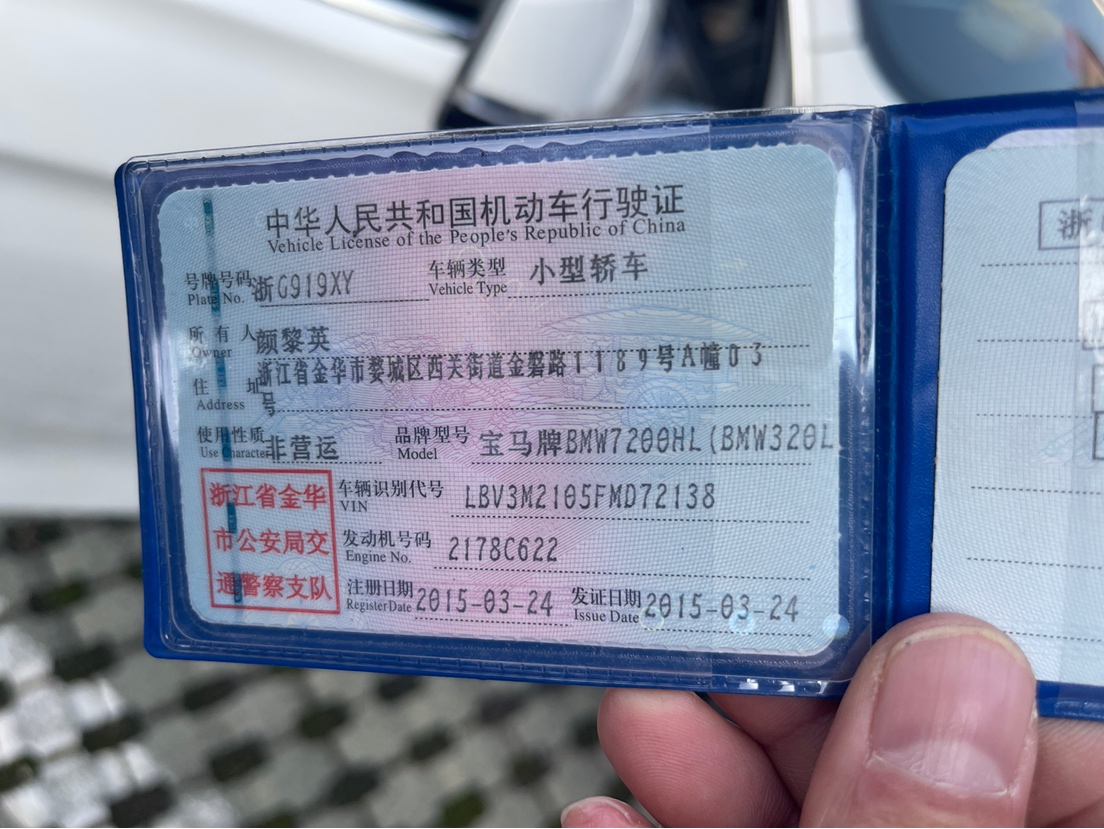 中华人民共和国机动车行驶证
Vehicle License of the People's Republic of China
号牌号码 浙G919XY 车辆类型 小型轿车
Plate No. Vehicle Type
所有人 颜黎英
Owner
住址 浙江省金华市婺城区西关街道金磐路1189号A幢03
号
Address
使用性质 非营运 品牌型号 宝马牌BMW7200HL(BMW320L
Use Character Model
浙江省金华
市公安局交
通警察支队
车辆识别代号 LBV3M2105FMD72138
VIN
发动机号码 2178C622
Engine No.
注册日期 2015-03-24 发证日期 2015-03-24
Register Date Issue Date
浙